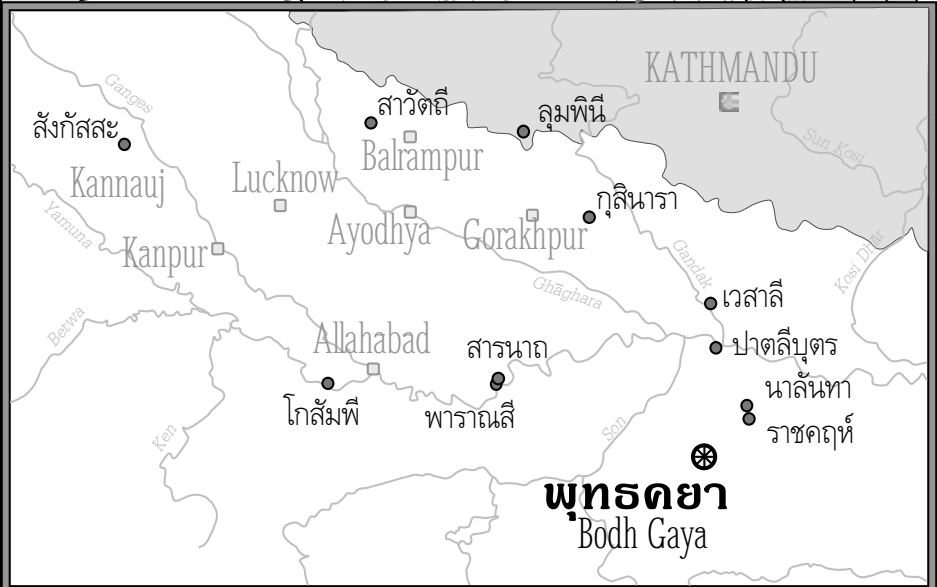 KATHMANDU
Ganges
สาวัตถี
ลุมพินี
สังกัสสะ
Sun Kosi
Balrampur
Kannauj
Lucknow
กุสินารา
Yamuna
Ayodhya
Gorakhpur
Kanpur
Gandak
Kosi Dhar
Ghāghara
เวสาลี
Betwa
Allahabad
สารนาถ
ปาตลีบุตร
นาลันทา
โกสัมพี
พาราณสี
ราชคฤห์
Ken
Son
พุทธคยา
Bodh Gaya